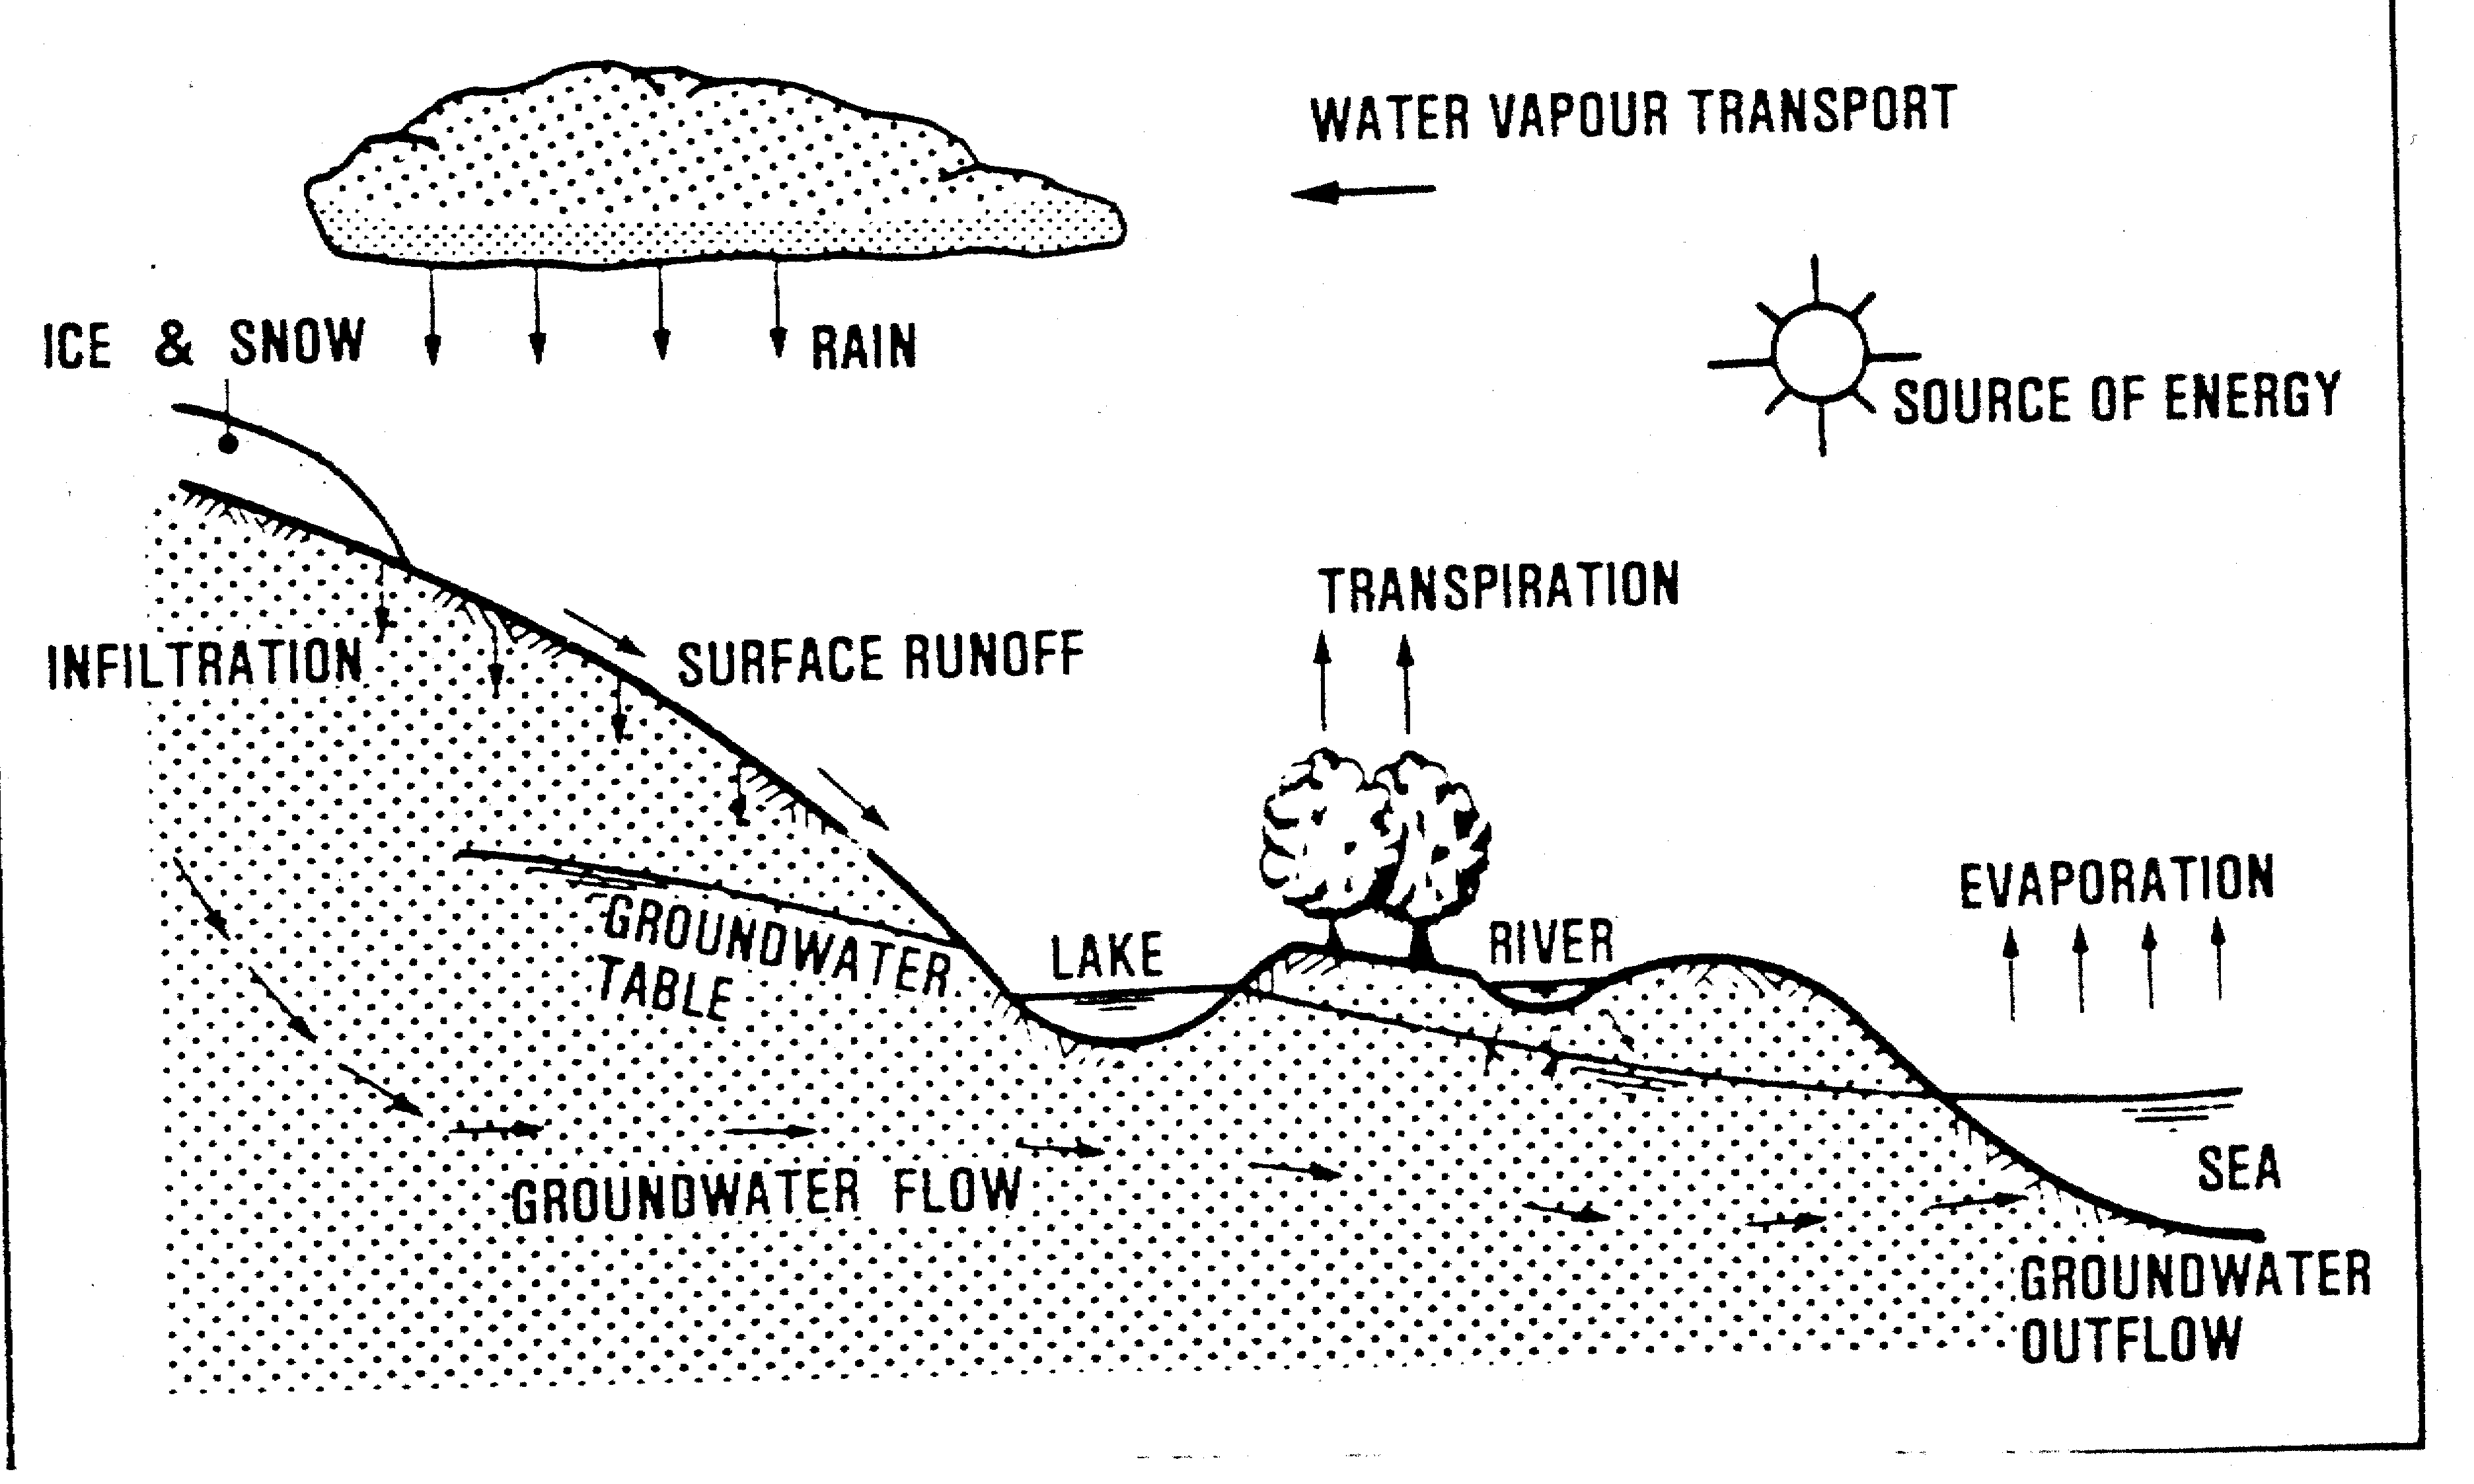 WATER VAPOUR TRANSPORT
ICE & SNOW
RAIN
SOURCE OF ENERGY
TRANSPIRATION
INFILTRATION
SURFACE RUNOFF
EVAPORATION
GROUNDWATER
TABLE
LAKE
RIVER
SEA
GROUNDWATER FLOW
GROUNDWATER
OUTFLOW